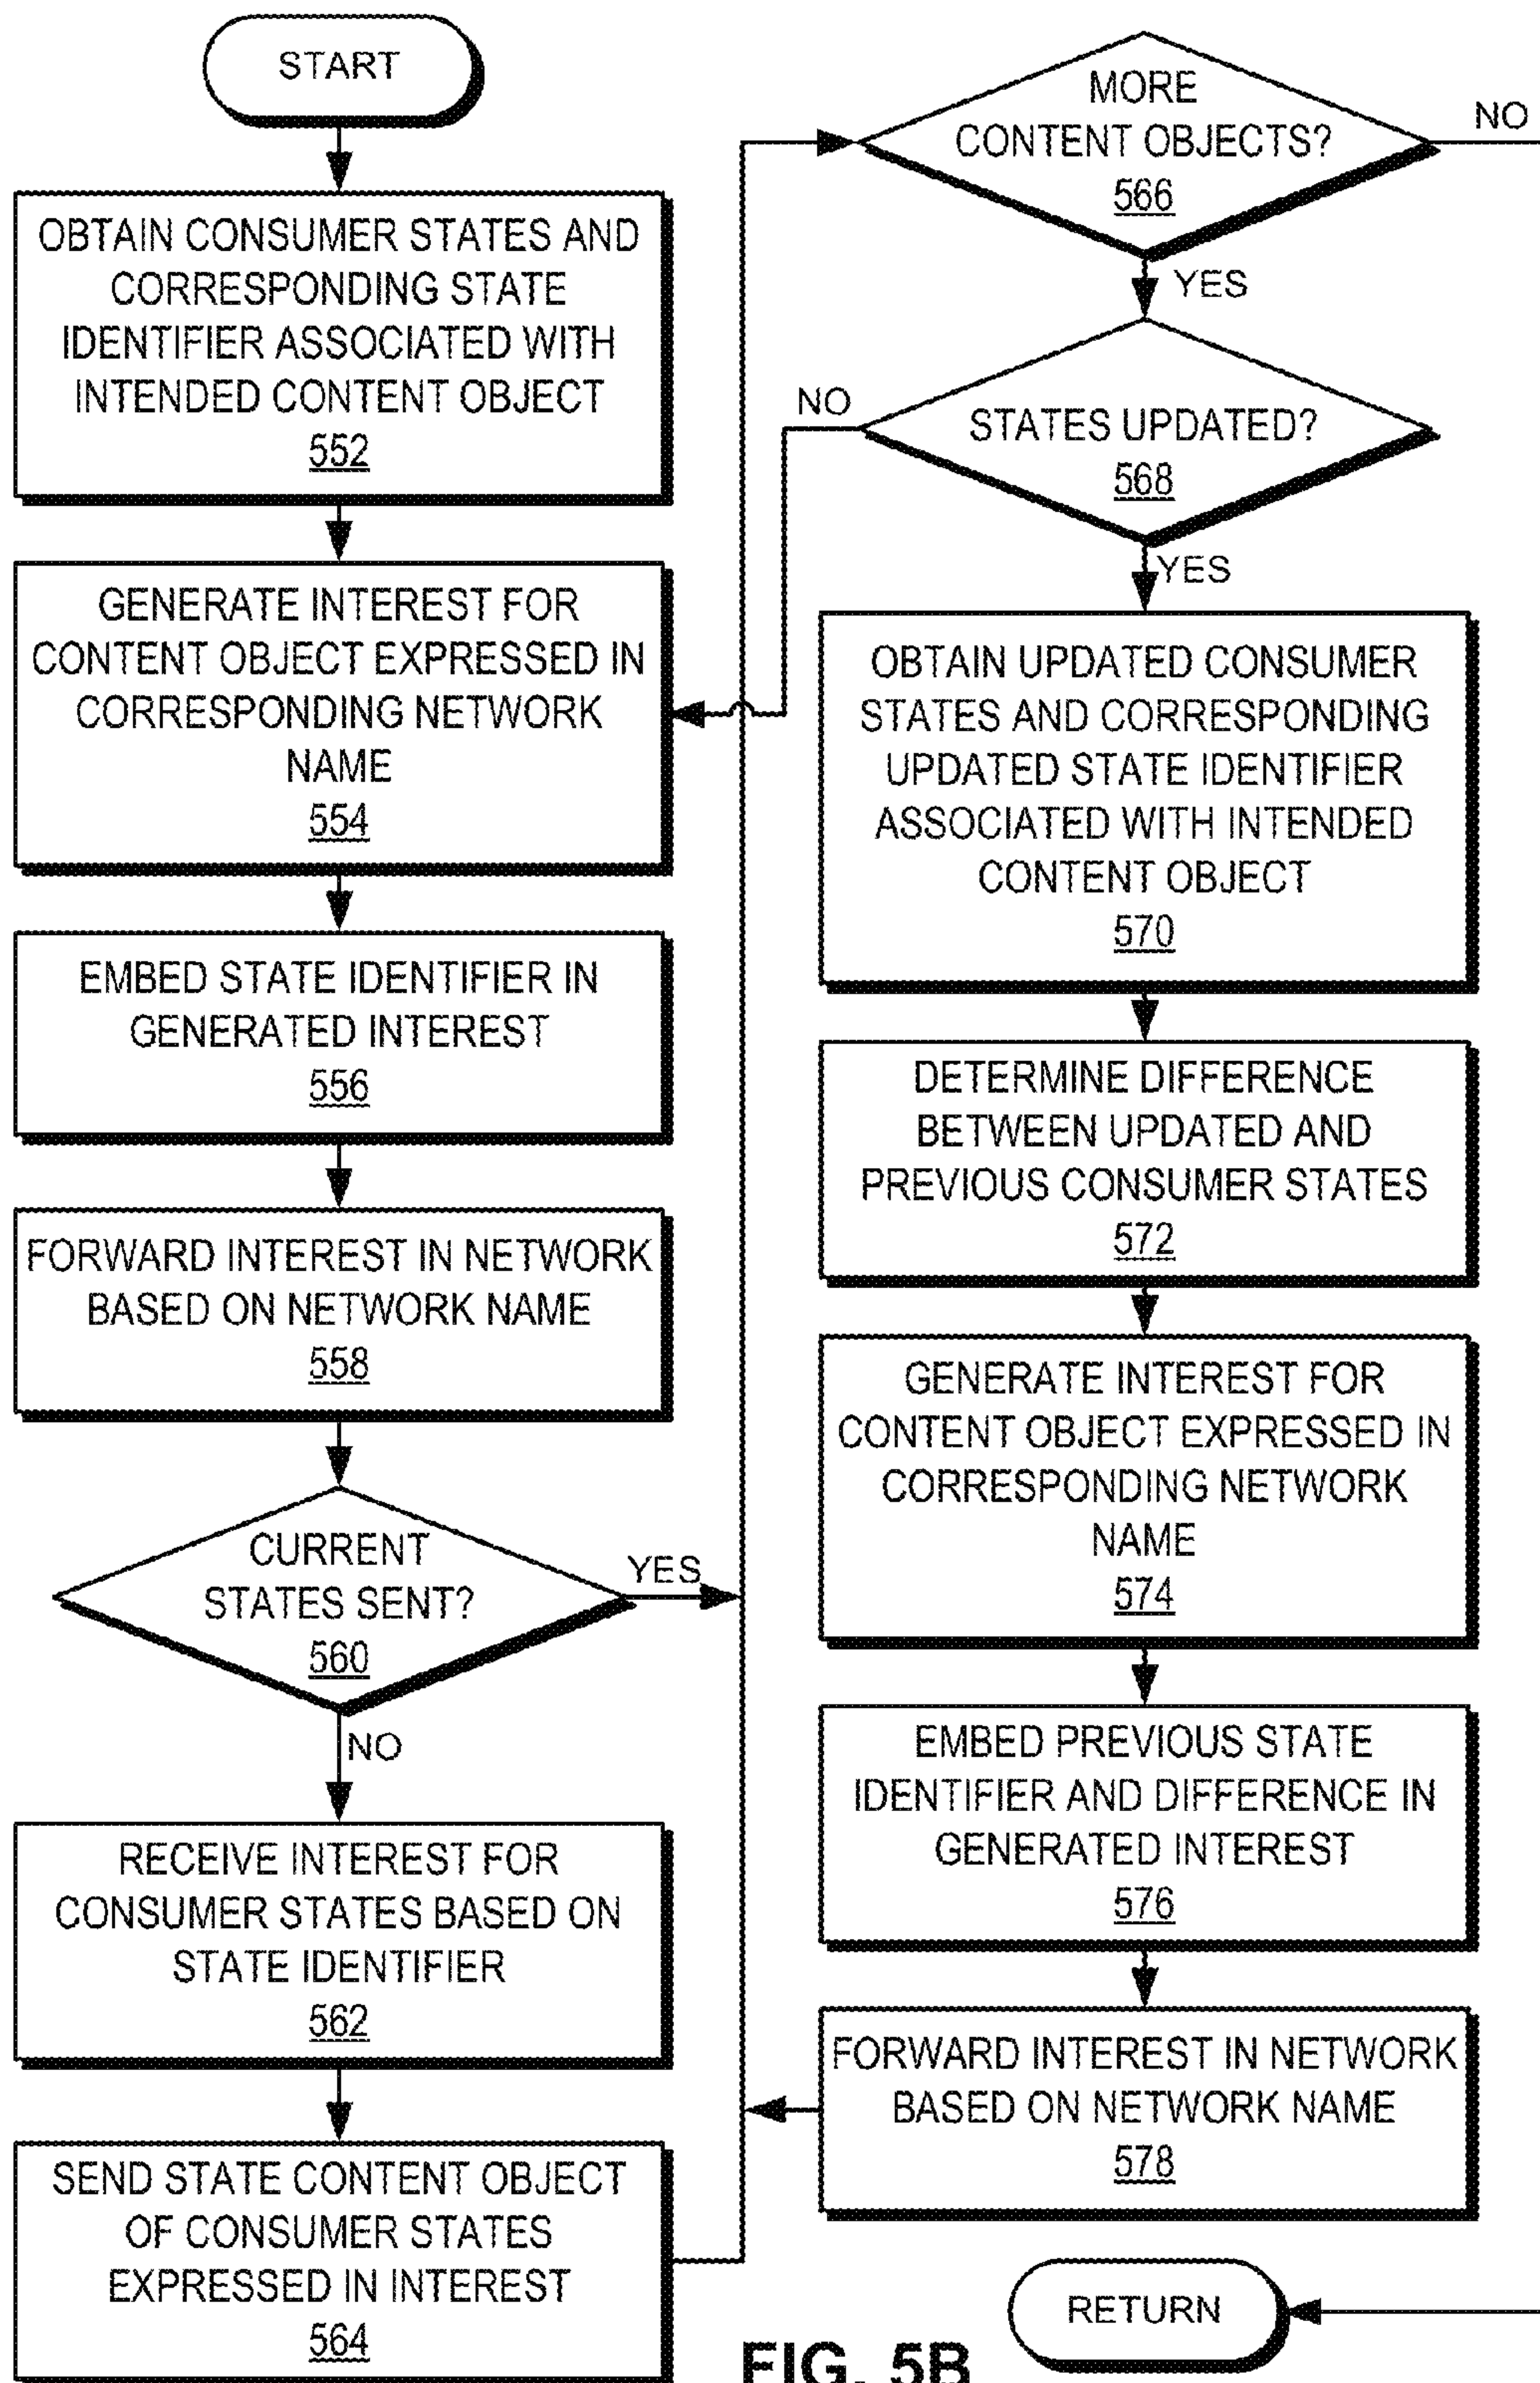 START
OBTAIN CONSUMER STATES AND
CORRESPONDING STATE
IDENTIFIER ASSOCIATED WITH
INTENDED CONTENT OBJECT
552
GENERATE INTEREST FOR
CONTENT OBJECT EXPRESSED IN
CORRESPONDING NETWORK
NAME
554
EMBED STATE IDENTIFIER IN
GENERATED INTEREST
556
FORWARD INTEREST IN NETWORK
BASED ON NETWORK NAME
558
CURRENT
STATES SENT?
560
YES
NO
RECEIVE INTEREST FOR
CONSUMER STATES BASED ON
STATE IDENTIFIER
562
SEND STATE CONTENT OBJECT
OF CONSUMER STATES
EXPRESSED IN INTEREST
564
MORE
CONTENT OBJECTS?
566
NO
YES
STATES UPDATED?
568
NO
YES
OBTAIN UPDATED CONSUMER
STATES AND CORRESPONDING
UPDATED STATE IDENTIFIER
ASSOCIATED WITH INTENDED
CONTENT OBJECT
570
DETERMINE DIFFERENCE
BETWEEN UPDATED AND
PREVIOUS CONSUMER STATES
572
GENERATE INTEREST FOR
CONTENT OBJECT EXPRESSED IN
CORRESPONDING NETWORK
NAME
574
EMBED PREVIOUS STATE
IDENTIFIER AND DIFFERENCE IN
GENERATED INTEREST
576
FORWARD INTEREST IN NETWORK
BASED ON NETWORK NAME
578
RETURN
FIG. 5B